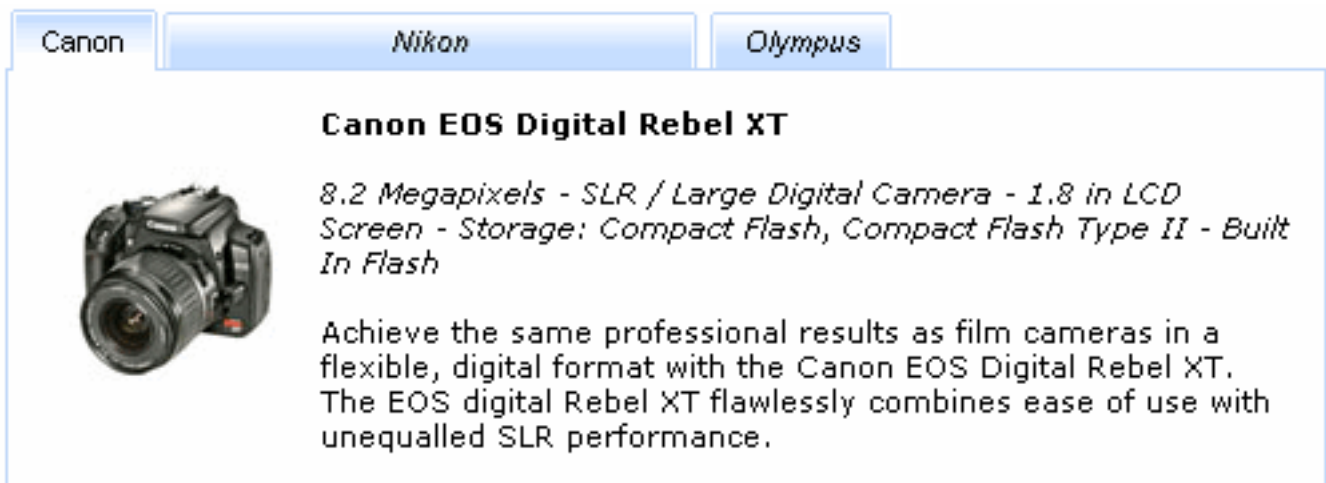 Canon Nikon Olympus
Canon EOS Digital Rebel XT
8.2 Megapixels - SLR / Large Digital Camera - 1.8 in LCD
Screen - Storage: Compact Flash, Compact Flash Type II - Built
In Flash
Achieve the same professional results as film cameras in a
flexible, digital format with the Canon EOS Digital Rebel XT.
The EOS digital Rebel XT flawlessly combines ease of use with
unequalled SLR performance.